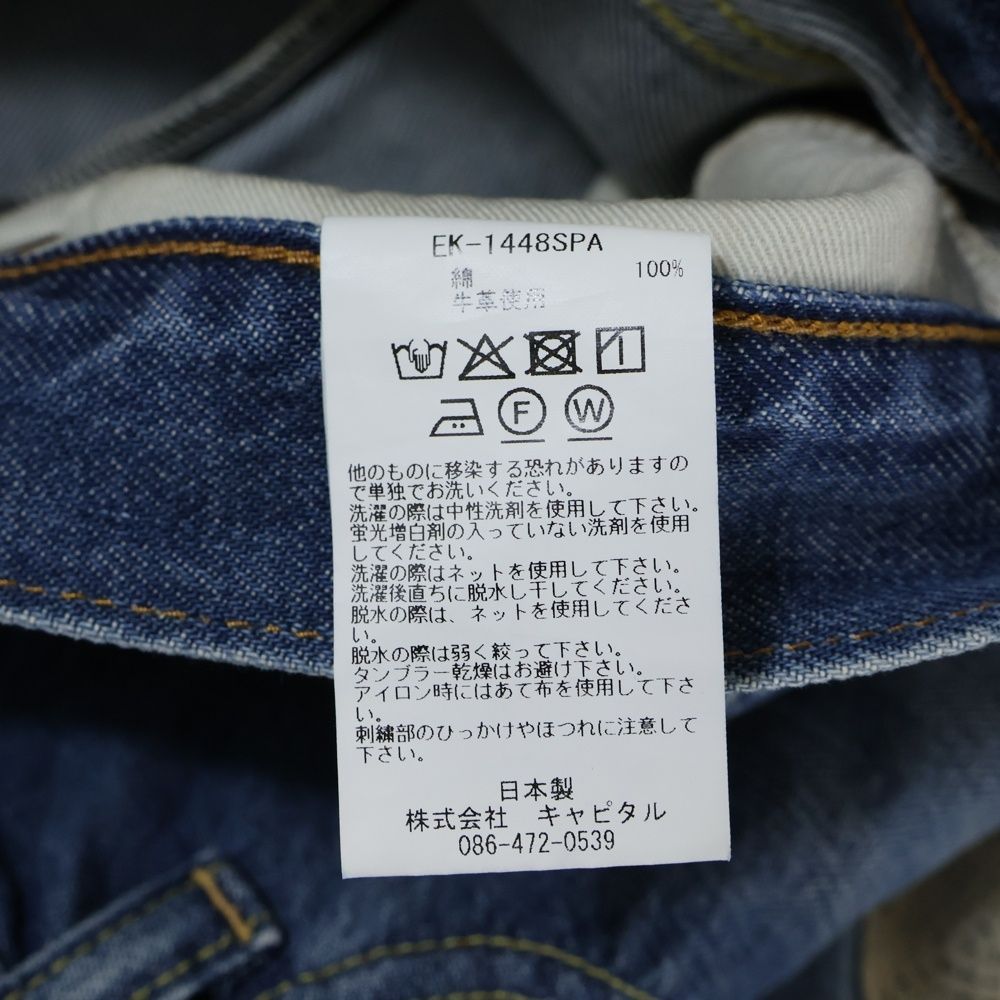 EK-1448SPA
綿 100%
牛革使用
F W
他のものに移染する恐れがありますの
で単独でお洗いください。
洗濯の際は中性洗剤を使用して下さい。
蛍光増白剤の入っていない洗剤を使用
してください。
洗濯の際はネットを使用して下さい。
洗濯後直ちに脱水し干してください。
脱水の際は、ネットを使用してくださ
い。
脱水の際は弱く絞って下さい。
タンブラー乾燥はお避け下さい。
アイロン時にはあて布を使用して下さ
い。
刺繍部のひっかけやほつれに注意して
下さい。
日本製
株式会社 キャピタル
086-472-0539